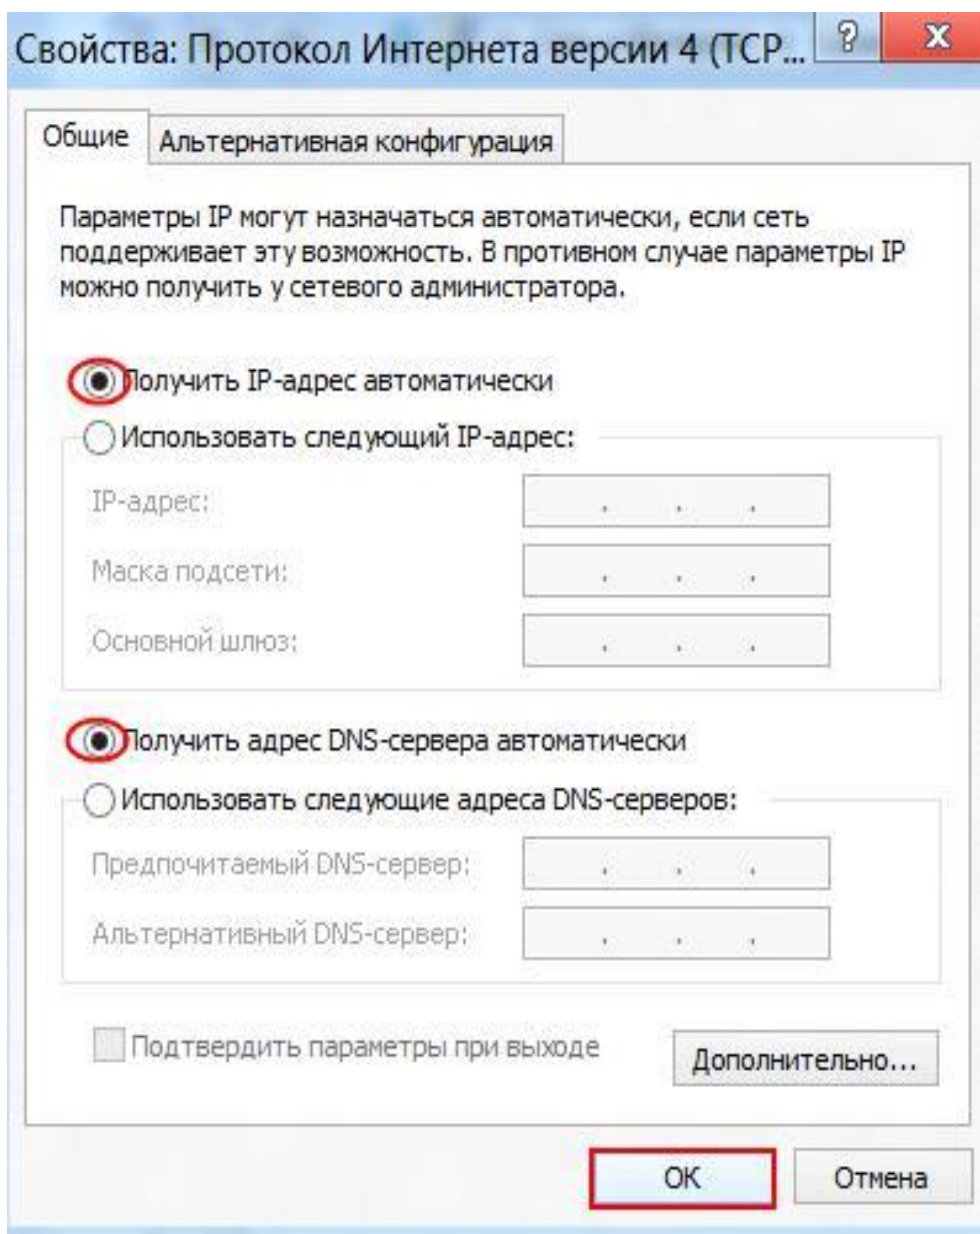 Свойства: Протокол Интернета версии 4 (TCP...
?
x
Общие
Альтернативная конфигурация
Параметры IP могут назначаться автоматически, если сеть
поддерживает эту возможность. В противном случае параметры IP
можно получить у сетевого администратора.
Получить IP-адрес автоматически
Использовать следующий IP-адрес:
IP-адрес:
Маска подсети:
Основной шлюз:
Получить адрес DNS-сервера автоматически
Использовать следующие адреса DNS-серверов:
Предпочитаемый DNS-сервер:
Альтернативный DNS-сервер:
Подтвердить параметры при выходе
Дополнительно...
ОК
Отмена